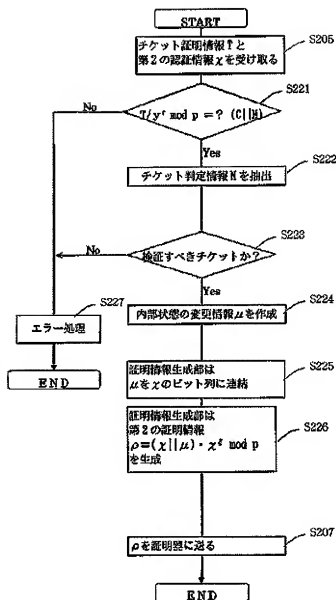 START
チケット証明情報Tと
第2の認証情報χを受け取る
S205
S221
T/yᶜ mod p =? (C||M)
No
Yes
チケット判定情報Mを抽出
S222
S223
検証すべきチケットか?
No
Yes
S227
エラー処理
END
内部状態の変更情報μを作成
S224
証明情報生成部は
μをχのビット列に連結
S225
証明情報生成部は
第2の証明情報
ρ=(χ||μ)・χᵋ mod p
を生成
S226
ρを証明器に送る
S207
END